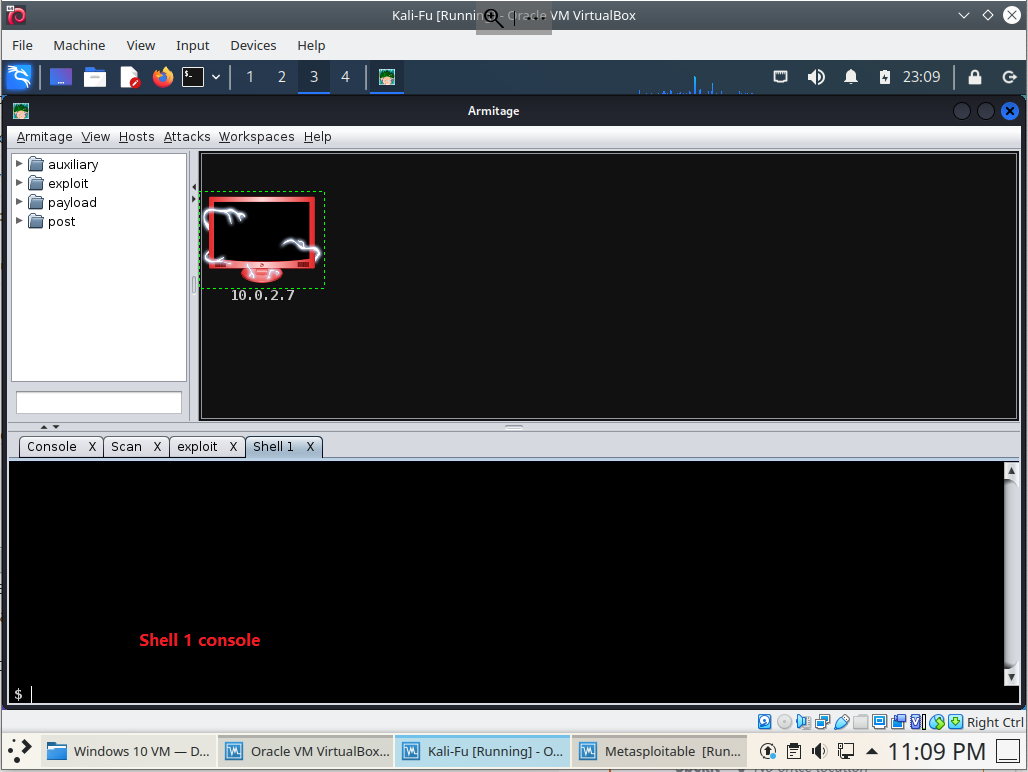 Kali-Fu [Running] - Oracle VM VirtualBox
File Machine View Input Devices Help
1 2 3 4 23:09
Armitage
Armitage View Hosts Attacks Workspaces Help
auxiliary
exploit
payload
post
10.0.2.7
Console X Scan X exploit X Shell 1 X
Shell 1 console
$
Right Ctrl
Windows 10 VM — D... Oracle VM VirtualBox... Kali-Fu [Running] - O... Metasploitable [Run... 11:09 PM